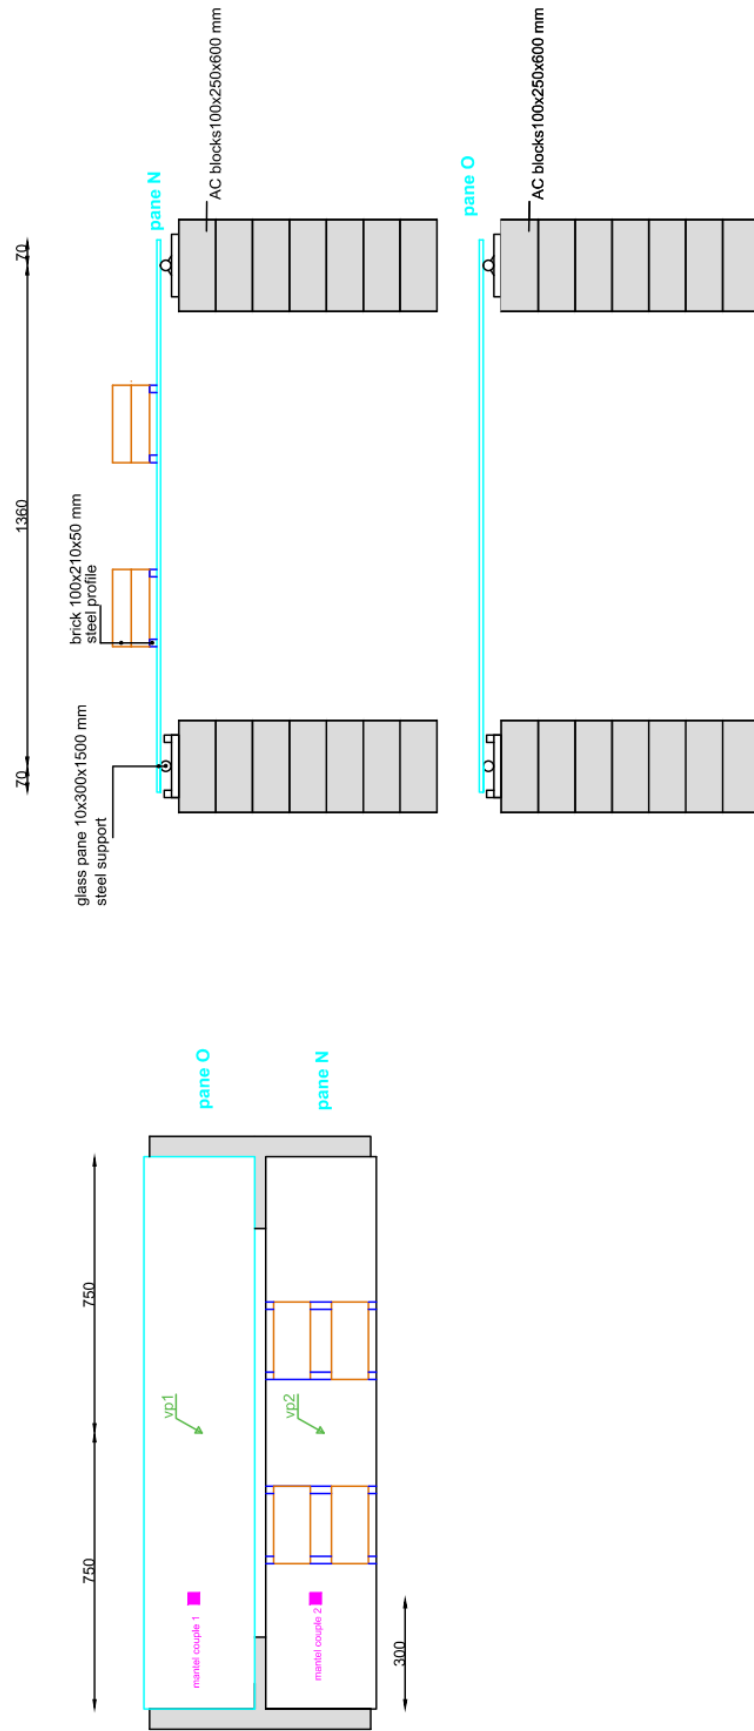 70
1360
70
glass pane 10x300x1500 mm
steel support
brick 100x210x50 mm
steel profile
pane N
AC blocks100x250x600 mm
pane O
AC blocks100x250x600 mm
750
750
vp1
mantel couple 1
pane O
vp2
mantel couple 2
pane N
300